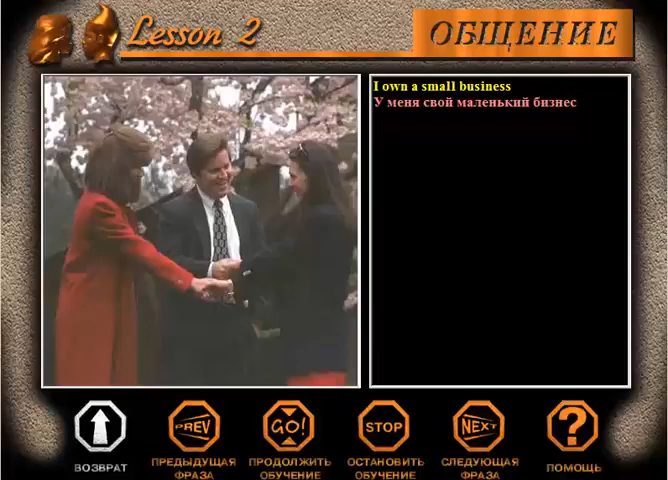 Lesson 2
ОБЩЕНИЕ
I own a small business
У меня свой маленький бизнес
PREV
GO!
STOP
NEXT
?
ВОЗВРАТ
ПРЕДЫДУЩАЯ ФРАЗА
ПРОДОЛЖИТЬ ОБУЧЕНИЕ
ОСТАНОВИТЬ ОБУЧЕНИЕ
СЛЕДУЮЩАЯ ФРАЗА
ПОМОЩЬ